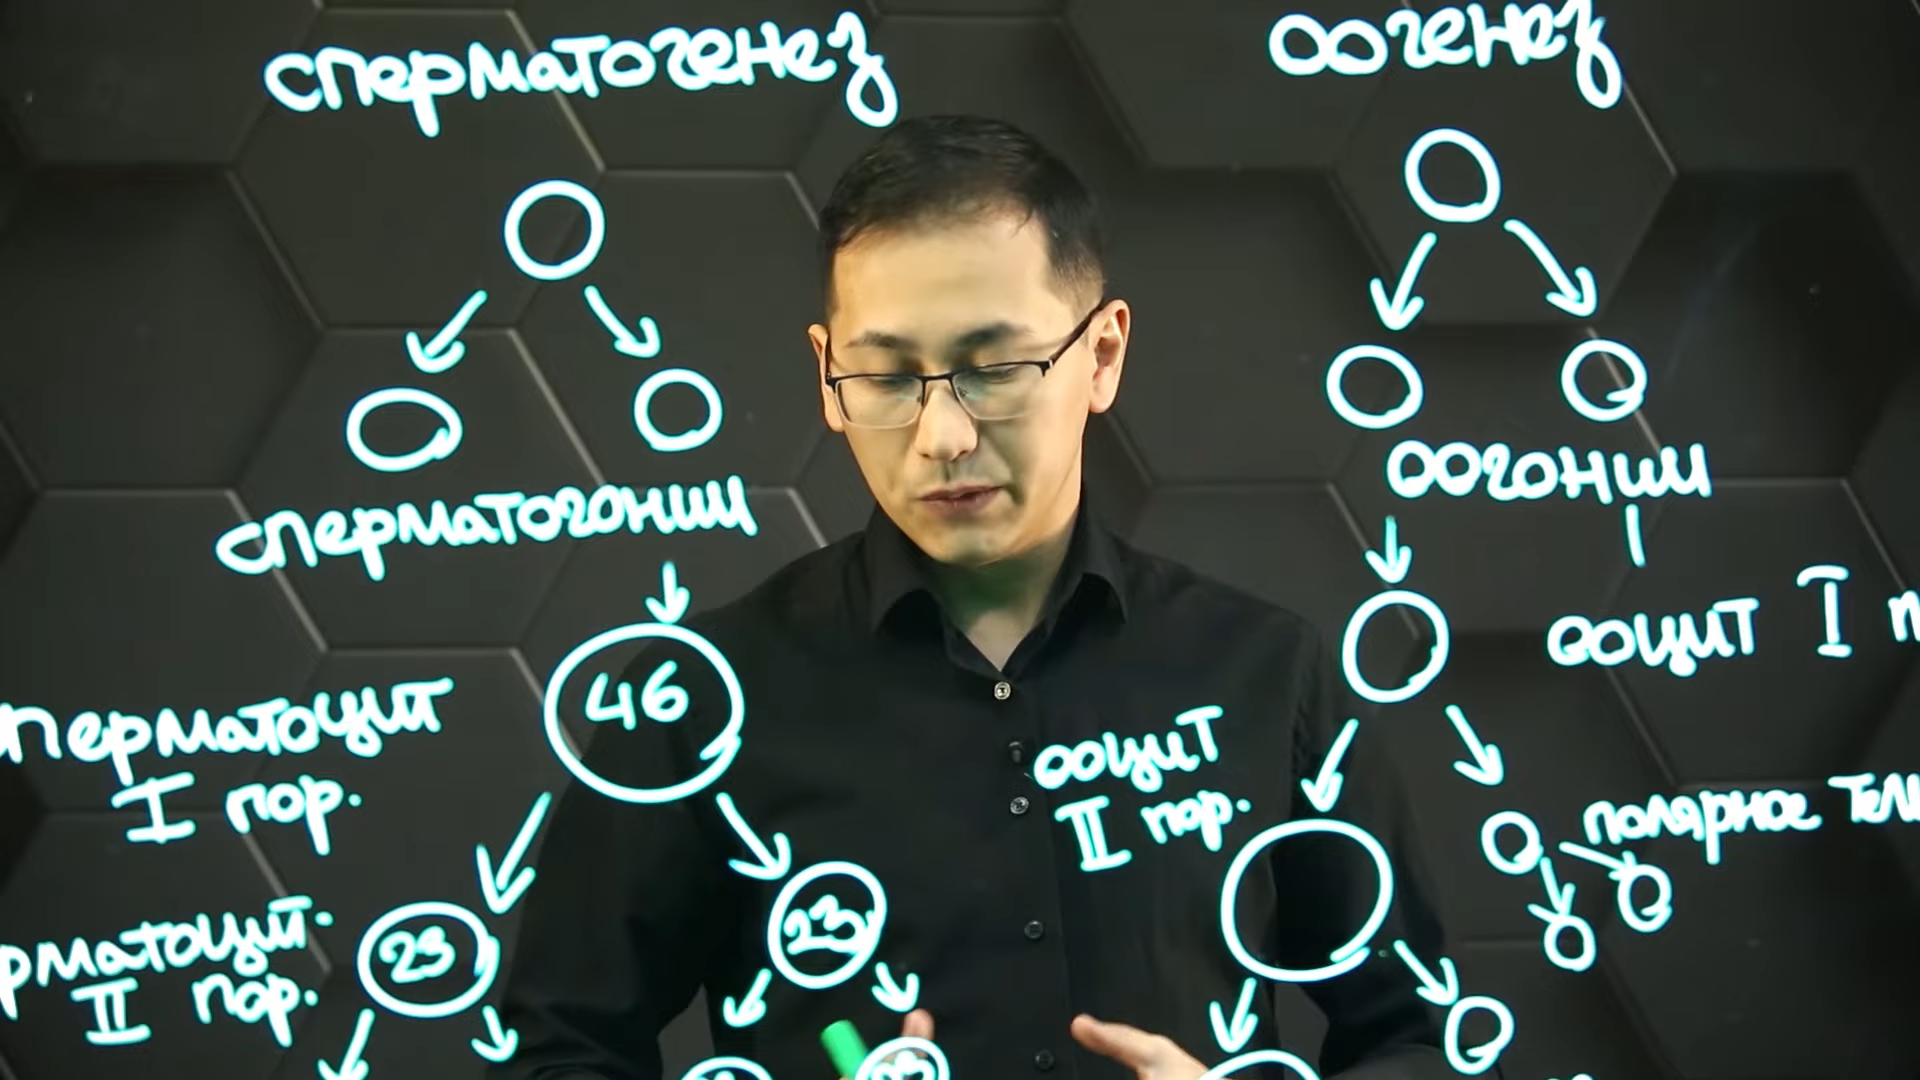 сперматогенез
оогенез
сперматогонии
оогонии
46
ооцит I п
перматоцит
I пор.
ооцит
II пор.
полярное тел
23
23
рматоцит
II пор.